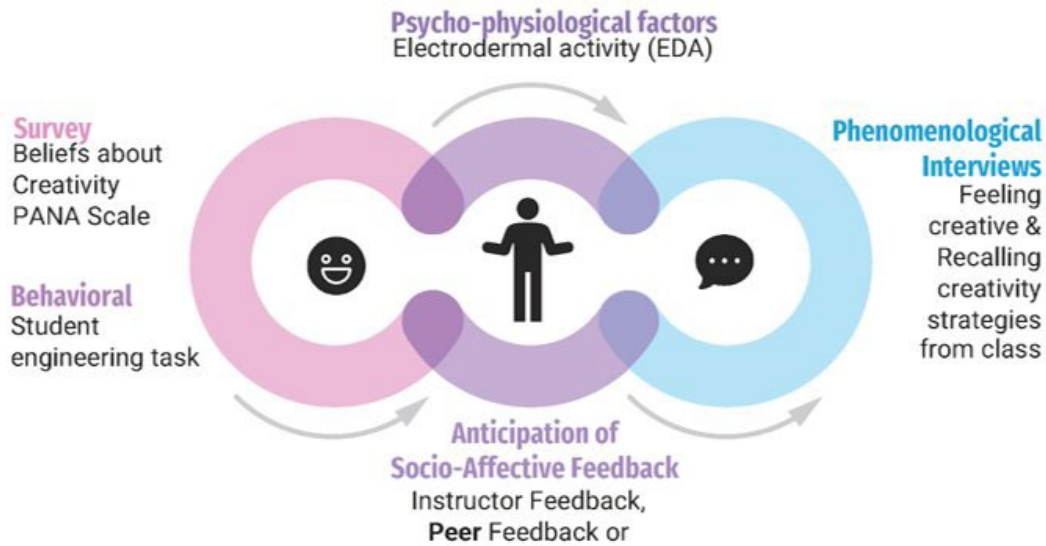 Psycho-physiological factors
Electrodermal activity (EDA)
Survey
Beliefs about
Creativity
PANA Scale
Behavioral
Student
engineering task
Phenomenological
Interviews
Feeling
creative &
Recalling
creativity
strategies
from class
Anticipation of
Socio-Affective Feedback
Instructor Feedback,
Peer Feedback or